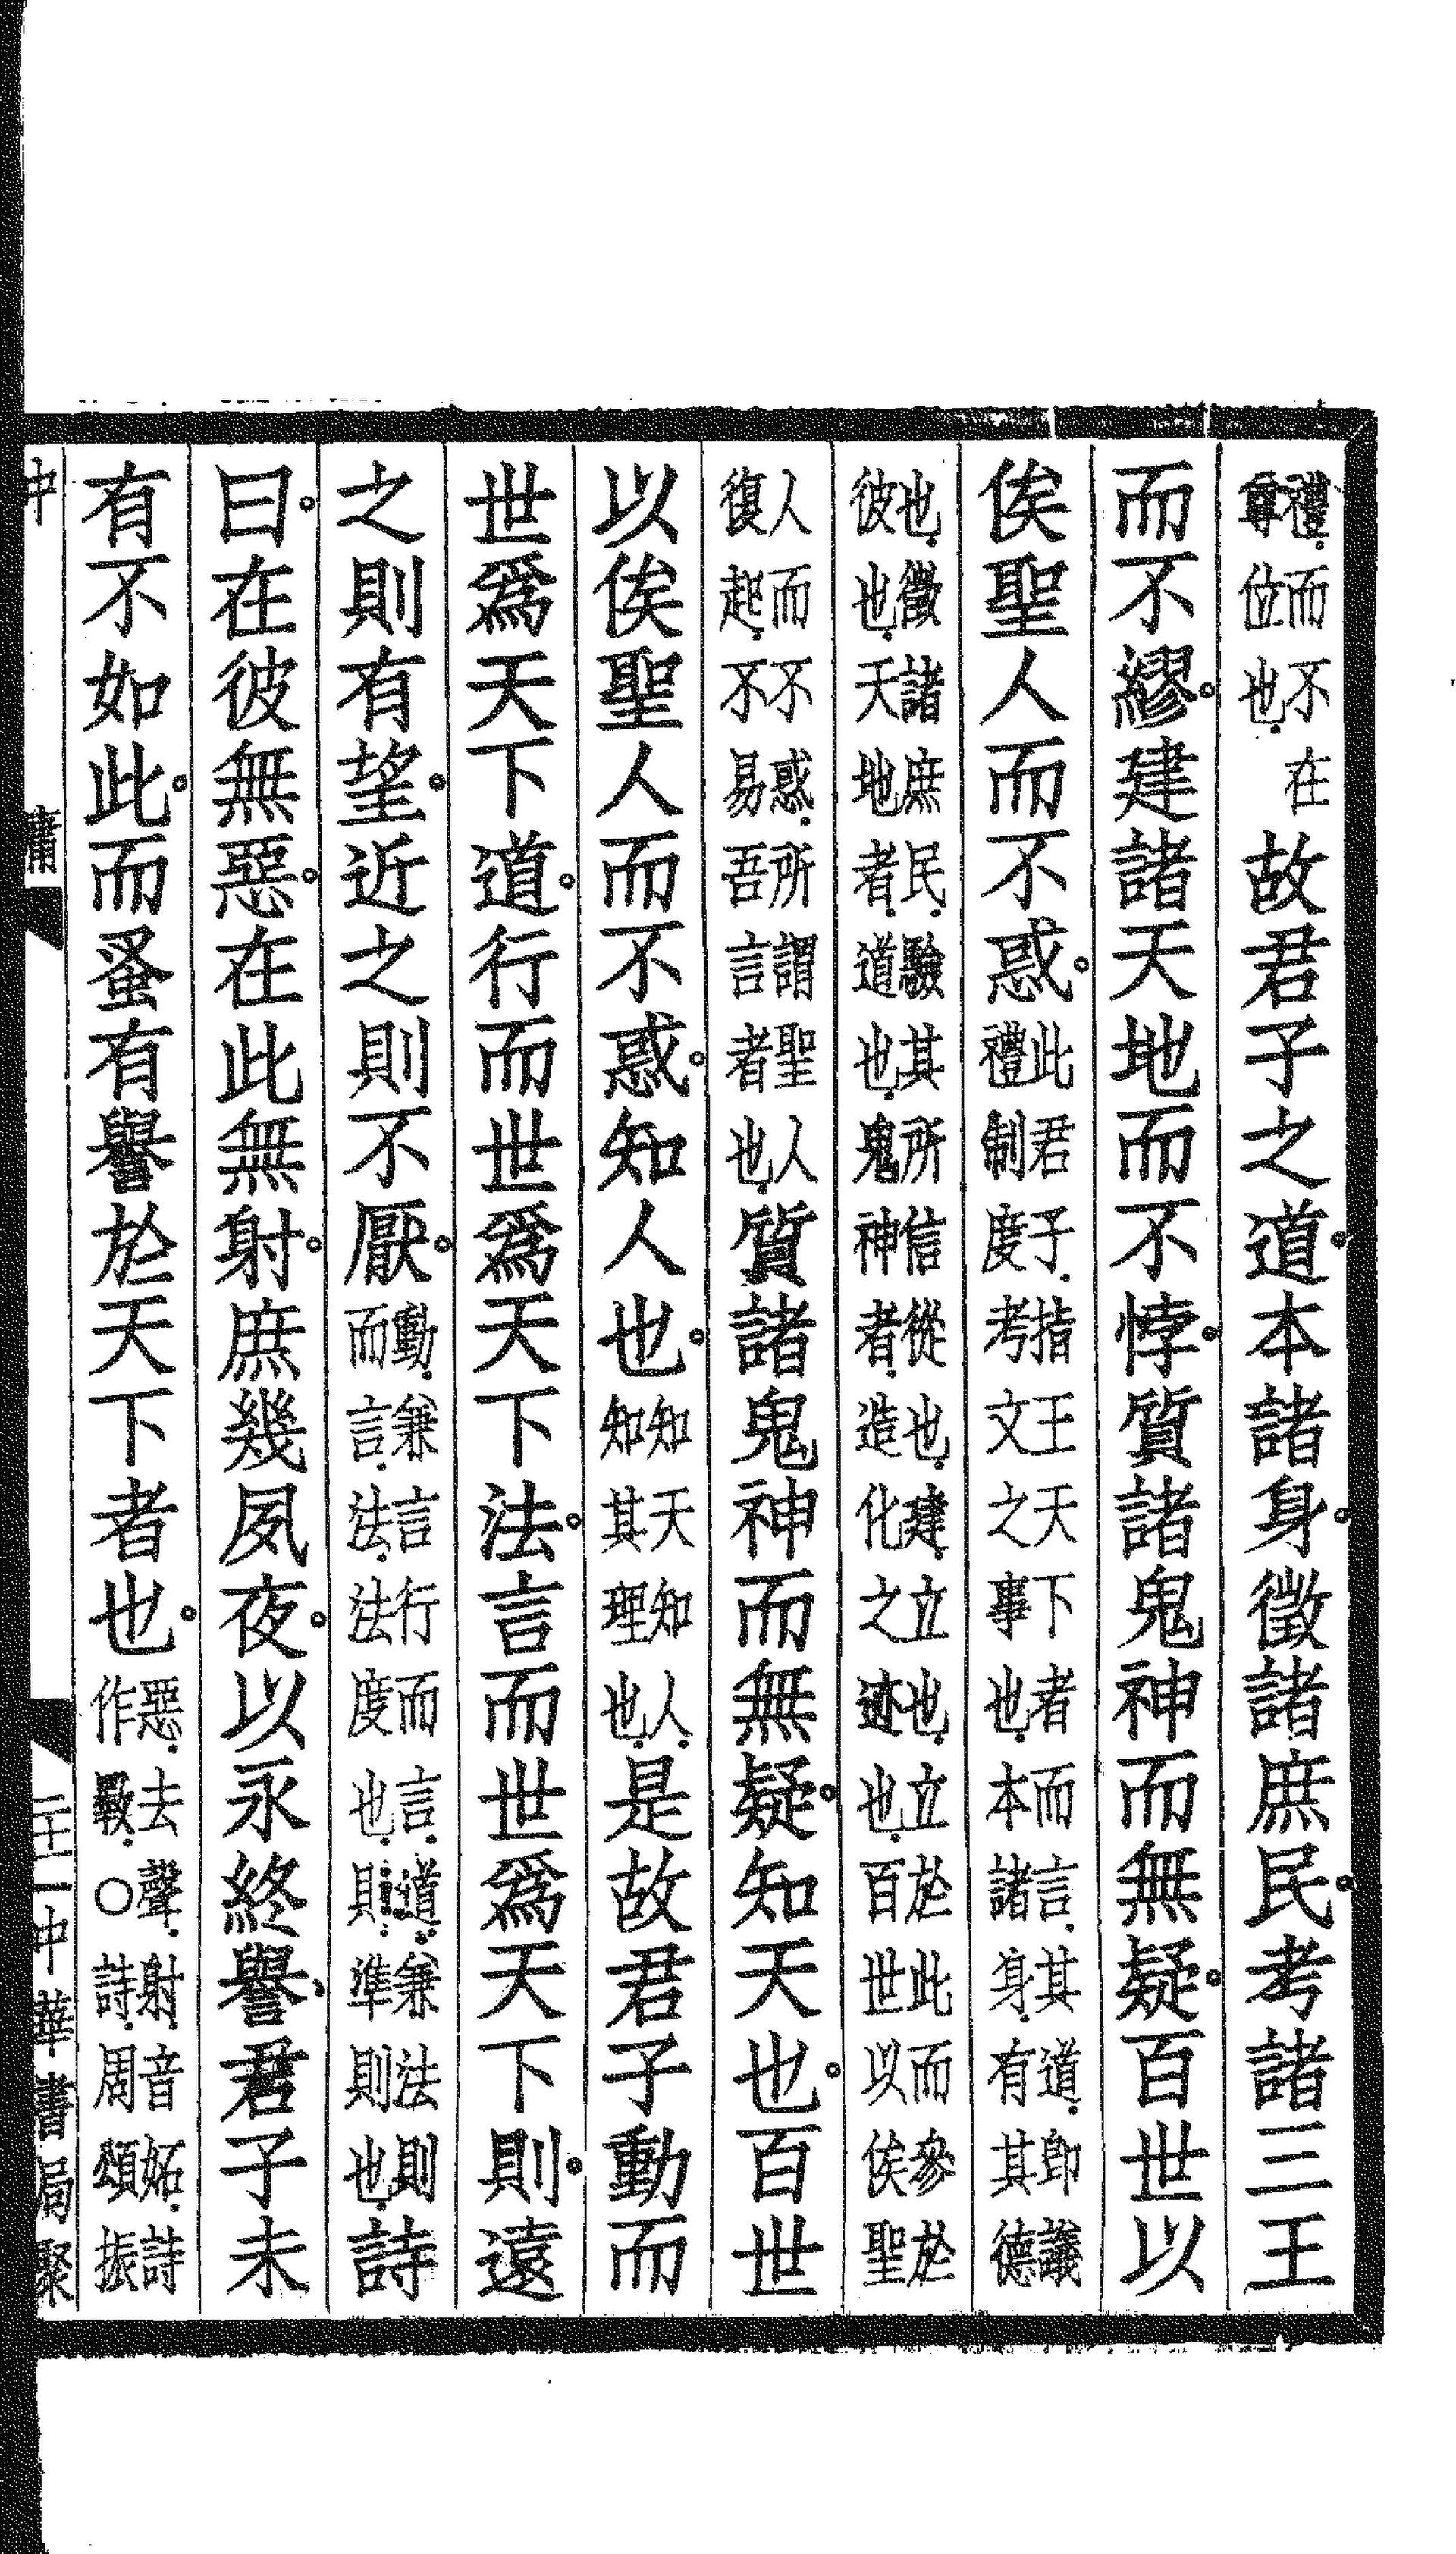 禮．而不在尊位也．故君子之道。本諸身。徵諸庶民。考諸三王
而不繆。建諸天地而不悖。質諸鬼神而無疑。百世以
俟聖人而不惑。此君子．指王天下者而言．其道．即議禮制度考文之事也．本諸身．有其德
也．徵諸庶民．驗其所信從也．建．立也．立於此而參於彼也．天地者．道也．鬼神者．造化之迹也．百世以俟聖
人而不惑．所謂聖人復起．不易吾言者也．質諸鬼神而無疑。知天也。百世
以俟聖人而不惑。知人也。知天知人．知其理也．是故君子動而
世爲天下道。行而世爲天下法。言而世爲天下則。遠
之則有望。近之則不厭。動．兼言行而言．道．兼法則而言．法．法度也．則．準則也．詩
曰。在彼無惡。在此無射。庶幾夙夜。以永終譽、君子未
有不如此。而蚤有譽於天下者也。惡．去聲．射．音妬．詩作斁．○詩．周頌振
中庸
二十一中華書局聚